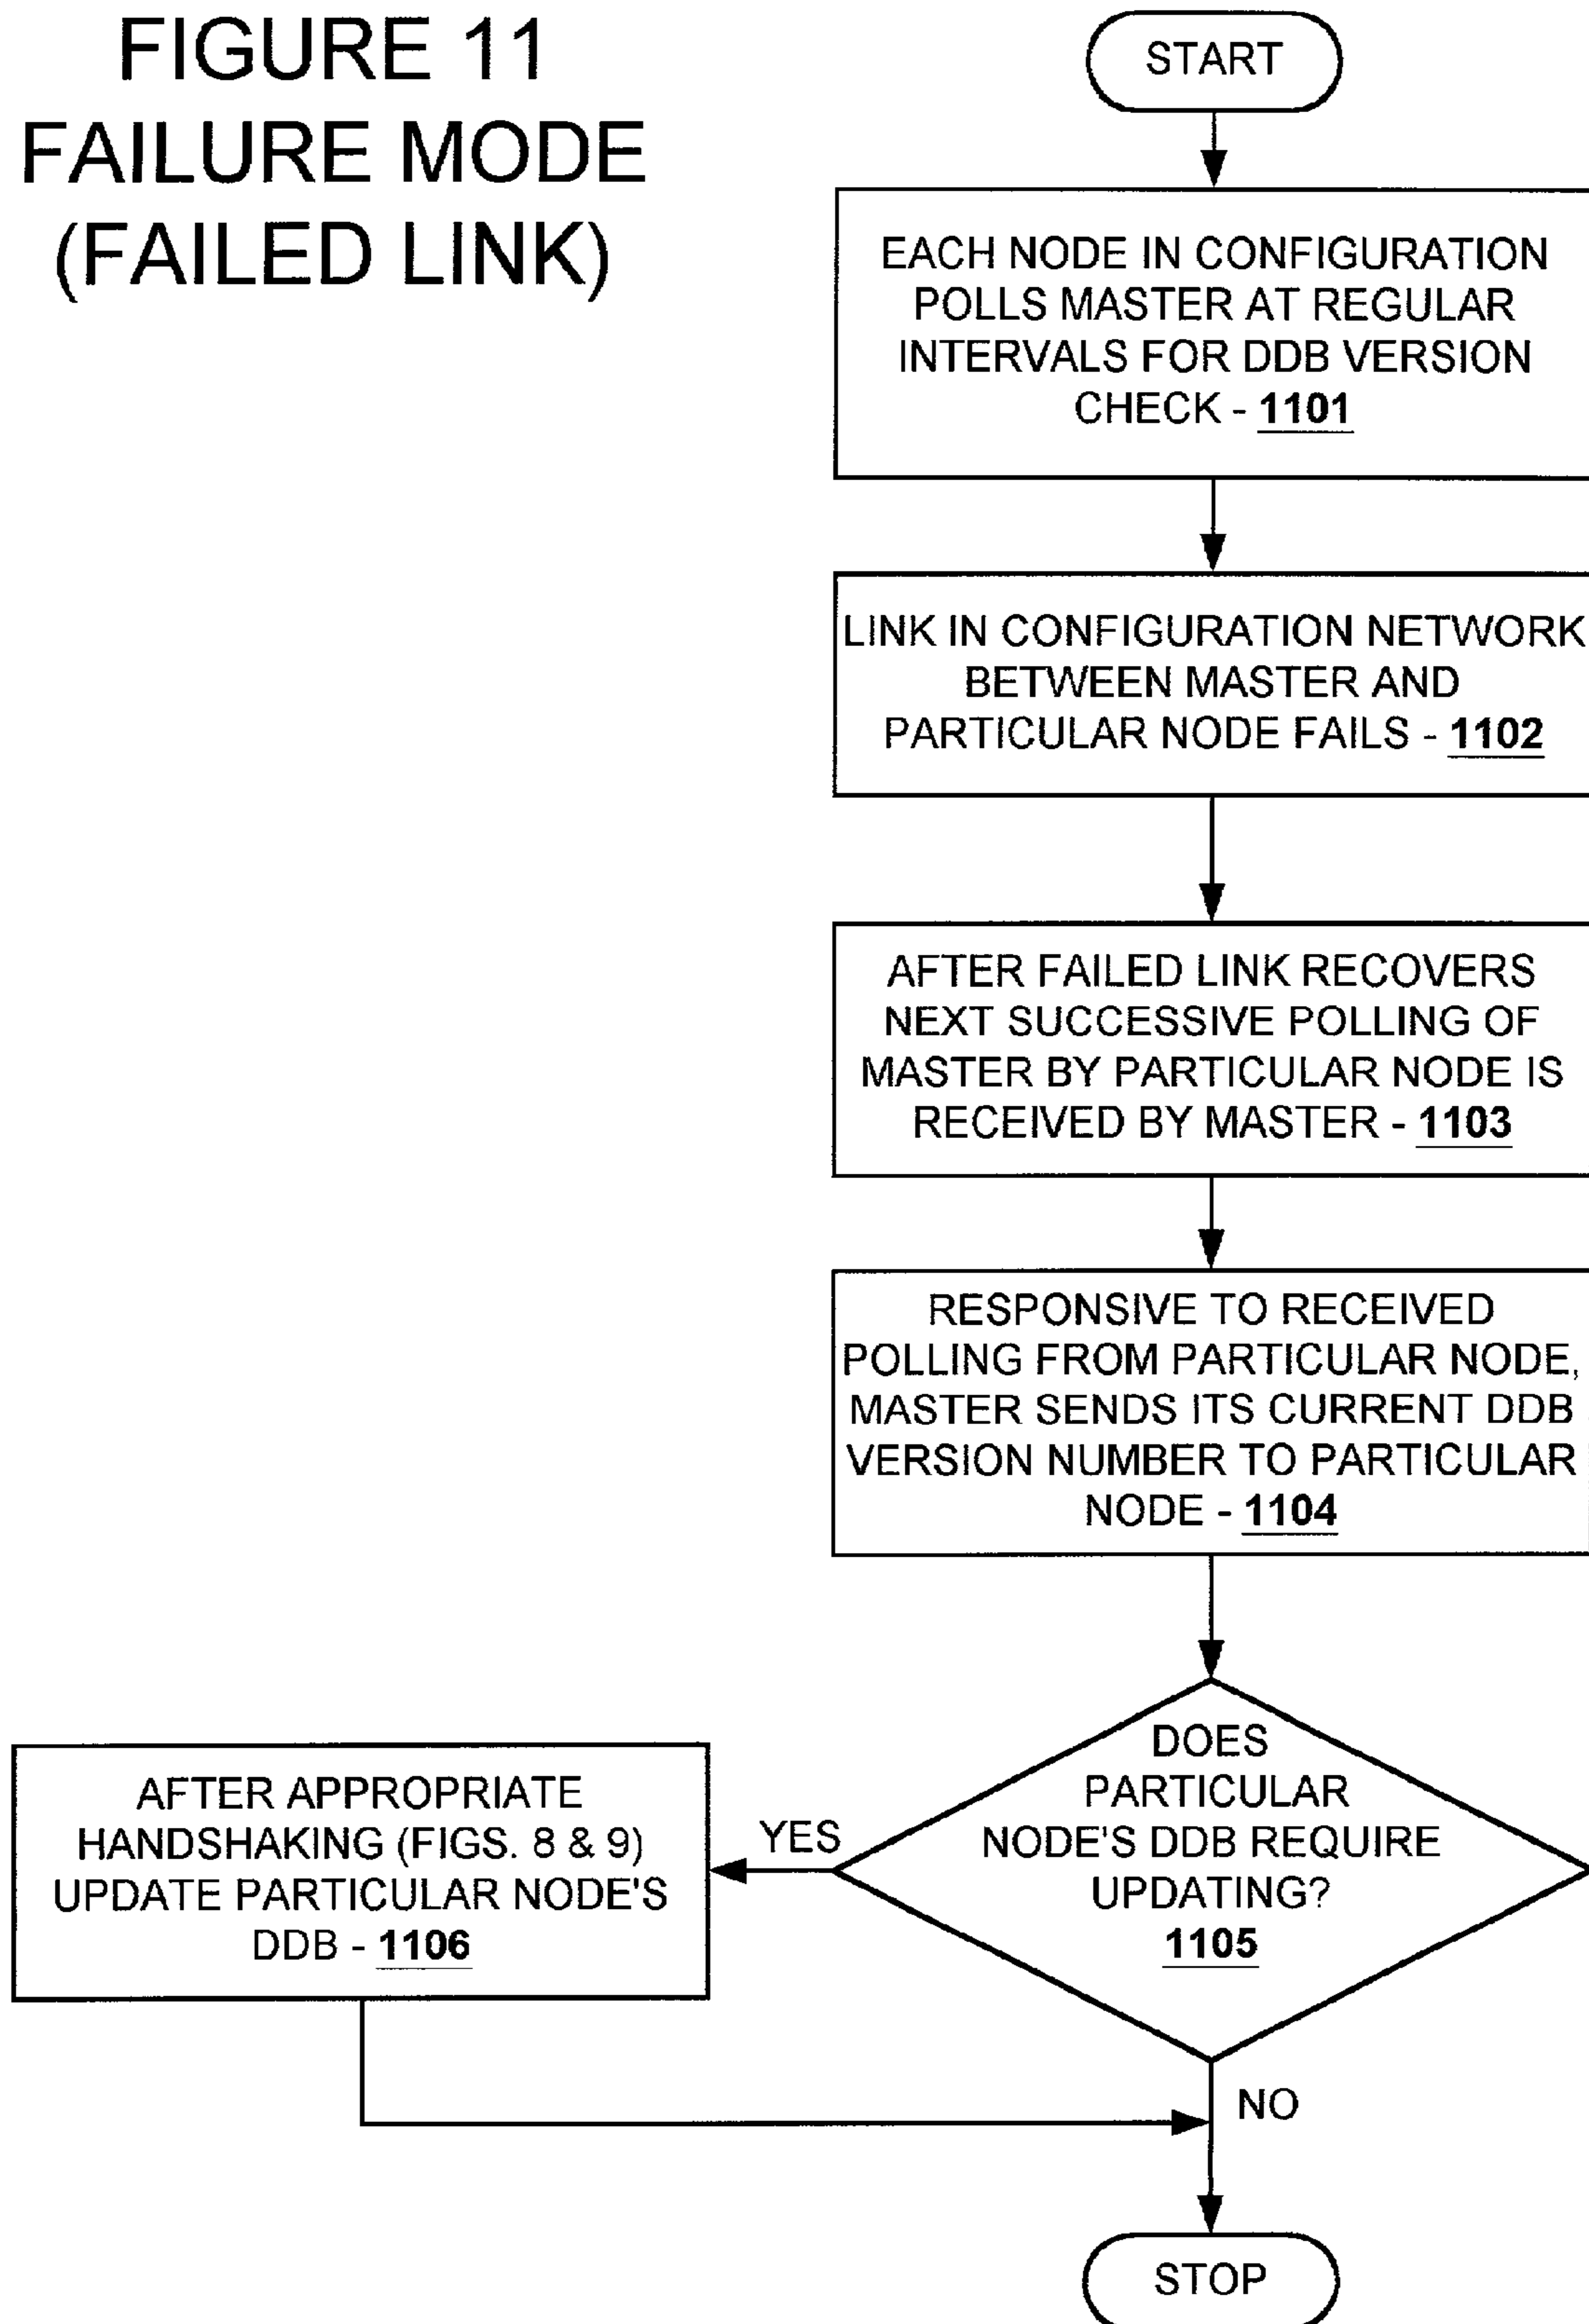 FIGURE 11
FAILURE MODE
(FAILED LINK)
START
EACH NODE IN CONFIGURATION
POLLS MASTER AT REGULAR
INTERVALS FOR DDB VERSION
CHECK - 1101
LINK IN CONFIGURATION NETWORK
BETWEEN MASTER AND
PARTICULAR NODE FAILS - 1102
AFTER FAILED LINK RECOVERS
NEXT SUCCESSIVE POLLING OF
MASTER BY PARTICULAR NODE IS
RECEIVED BY MASTER - 1103
RESPONSIVE TO RECEIVED
POLLING FROM PARTICULAR NODE,
MASTER SENDS ITS CURRENT DDB
VERSION NUMBER TO PARTICULAR
NODE - 1104
DOES
PARTICULAR
NODE'S DDB REQUIRE
UPDATING?
1105
YES
AFTER APPROPRIATE
HANDSHAKING (FIGS. 8 & 9)
UPDATE PARTICULAR NODE'S
DDB - 1106
NO
STOP